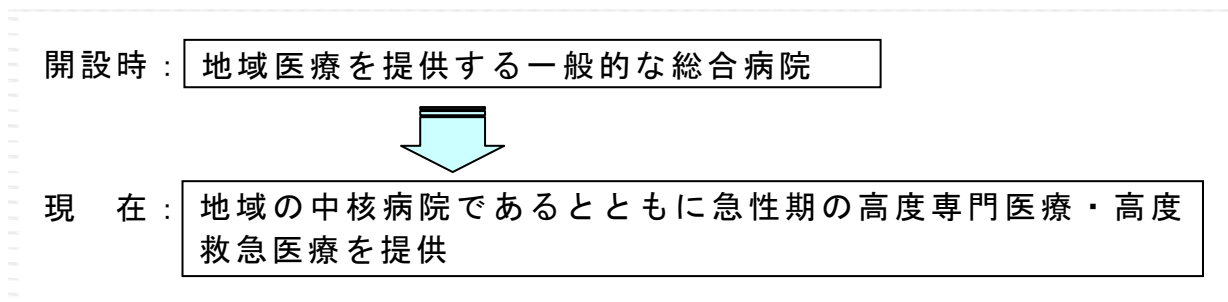 開設時：地域医療を提供する一般的な総合病院
現　在：地域の中核病院であるとともに急性期の高度専門医療・高度
救急医療を提供